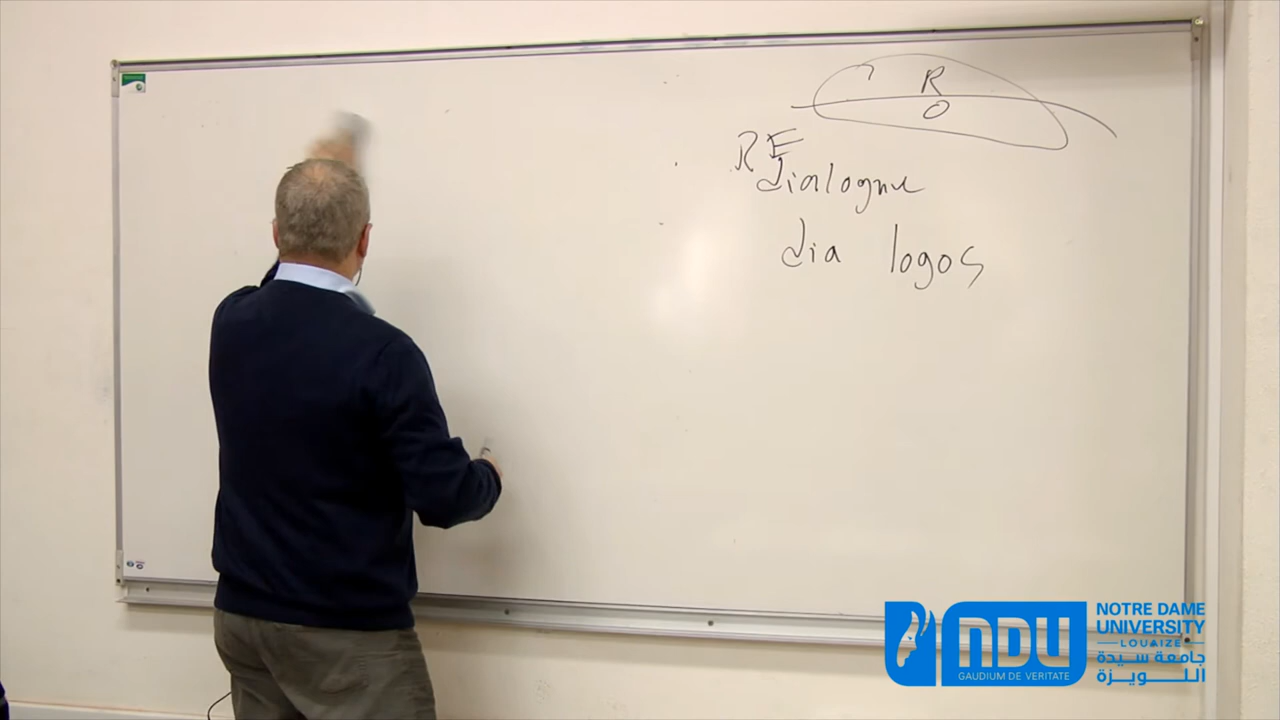 R
O
RE
dialogue
dia logos
NDU
GAUDIUM DE VERITATE
NOTRE DAME
UNIVERSITY
LOUAIZE
جامعة سيدة
اللويزة